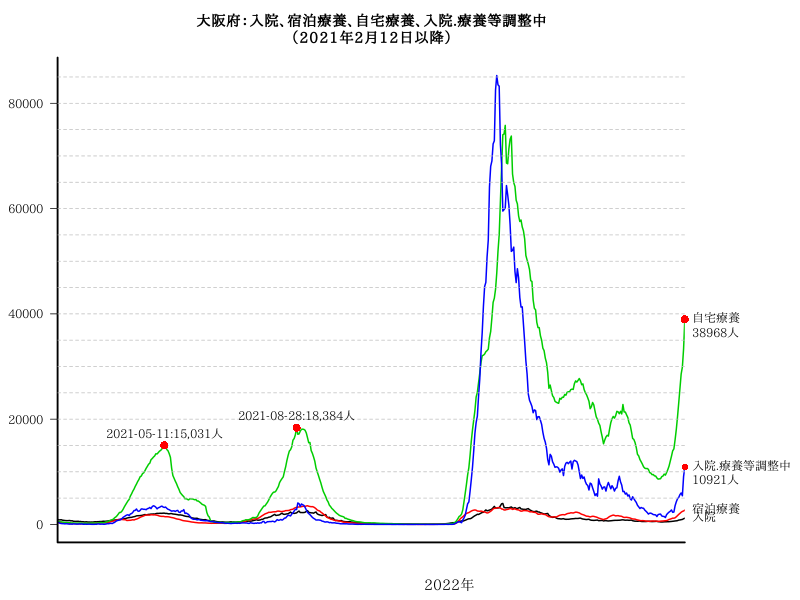 大阪府：入院、宿泊療養、自宅療養、入院.療養等調整中
（2021年2月12日以降）
80000
60000
40000
20000
0
2021-05-11:15,031人
2021-08-28:18,384人
自宅療養
38968人
入院.療養等調整中
10921人
宿泊療養
入院
2022年